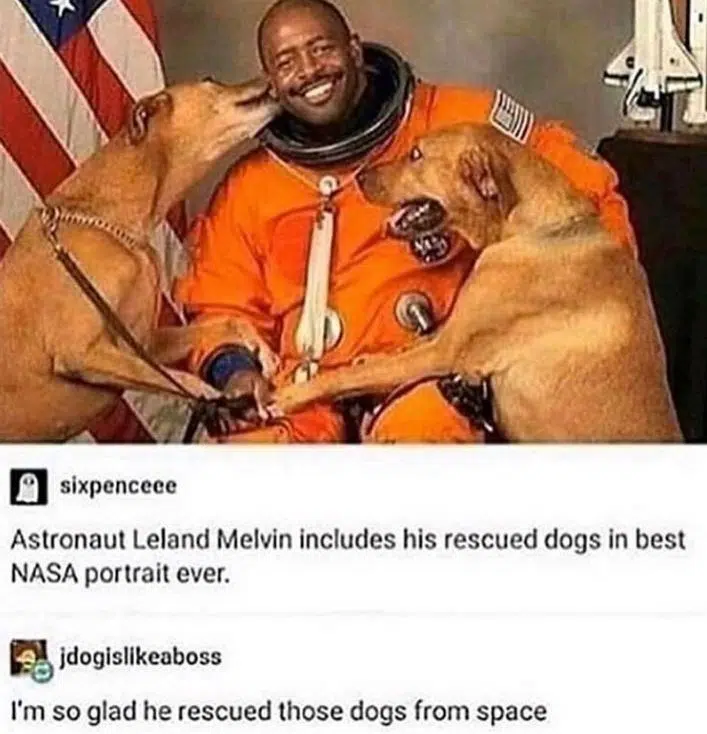 sixpenceee
Astronaut Leland Melvin includes his rescued dogs in best
NASA portrait ever.
jdogislikeaboss
I'm so glad he rescued those dogs from space